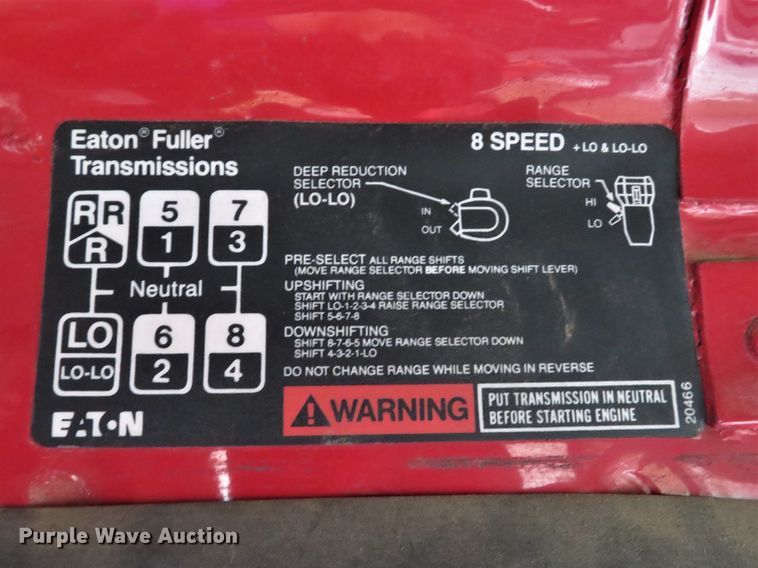 Eaton® Fuller®
Transmissions
8 SPEED + LO & LO-LO
R R
R
5
1
7
3
Neutral
LO
LO-LO
6
2
8
4
DEEP REDUCTION
SELECTOR
(LO-LO)
IN
OUT
RANGE
SELECTOR
HI
LO
PRE-SELECT ALL RANGE SHIFTS
(MOVE RANGE SELECTOR BEFORE MOVING SHIFT LEVER)
UPSHIFTING
START WITH RANGE SELECTOR DOWN
SHIFT LO-1-2-3-4 RAISE RANGE SELECTOR
SHIFT 5-6-7-8
DOWNSHIFTING
SHIFT 8-7-6-5 MOVE RANGE SELECTOR DOWN
SHIFT 4-3-2-1-LO
DO NOT CHANGE RANGE WHILE MOVING IN REVERSE
WARNING
PUT TRANSMISSION IN NEUTRAL
BEFORE STARTING ENGINE
20466
EATON
Purple Wave Auction